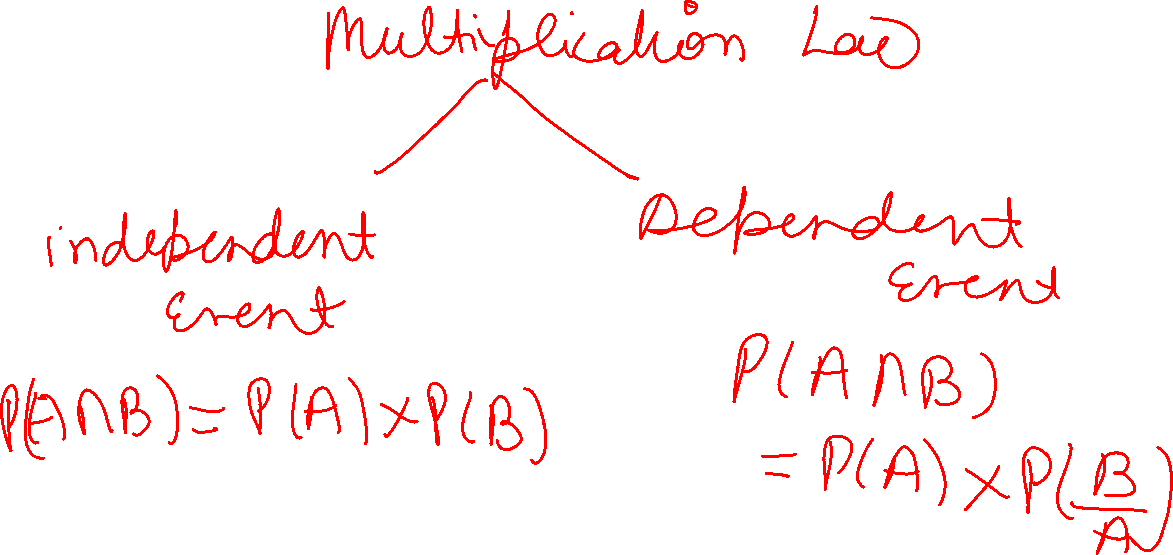 Multiplication Law
independent
Event
P(A∩B) = P(A) × P(B)
Dependent
Event
P(A∩B)
= P(A) × P(B/A)